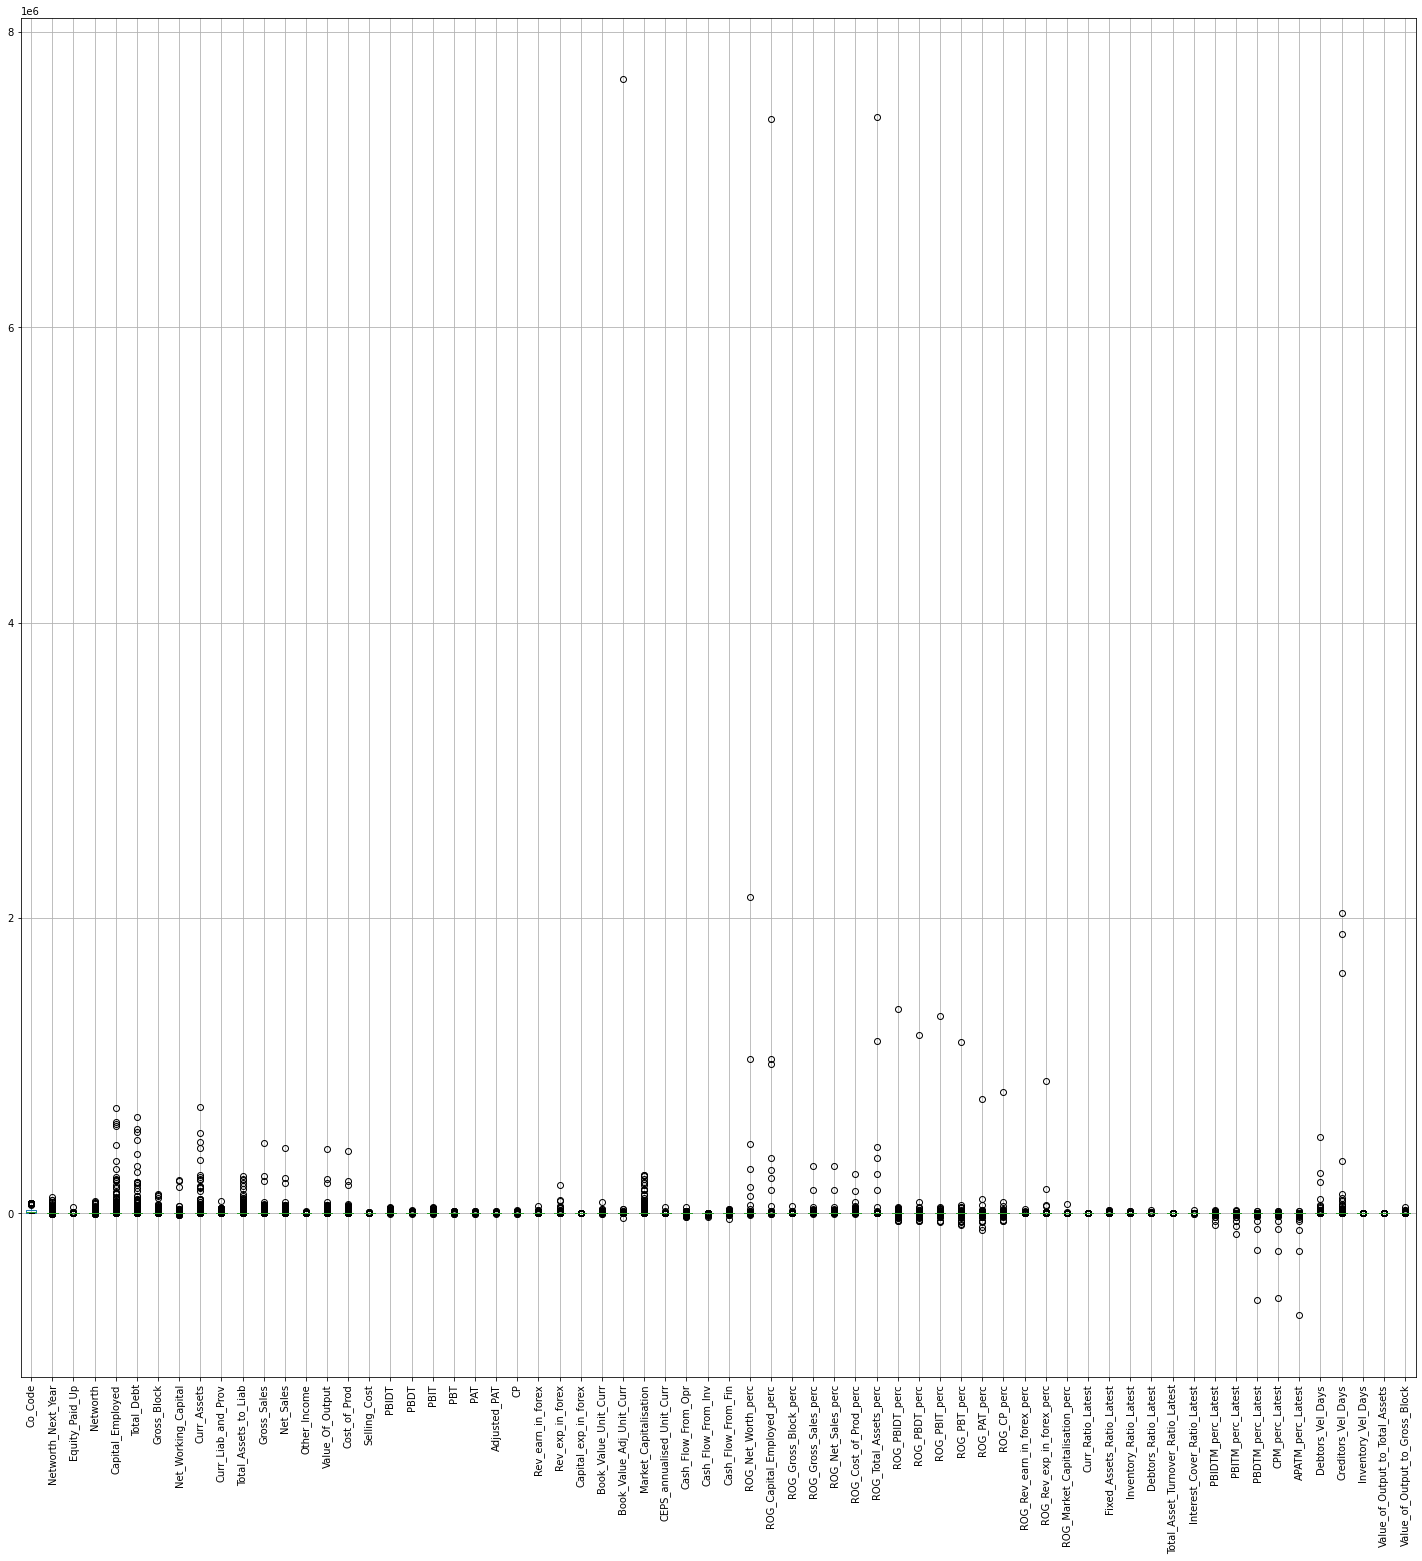 1e6
8
6
4
2
0
Co_Code
Networth_Next_Year
Equity_Paid_Up
Networth
Capital_Employed
Total_Debt
Gross_Block
Net_Working_Capital
Curr_Assets
Curr_Liab_and_Prov
Total_Assets_to_Liab
Gross_Sales
Net_Sales
Other_Income
Value_Of_Output
Cost_of_Prod
Selling_Cost
PBIDT
PBDT
PBIT
PBT
PAT
Adjusted_PAT
CP
Rev_earn_in_forex
Rev_exp_in_forex
Capital_exp_in_forex
Book_Value_Unit_Curr
Book_Value_Adj_Unit_Curr
Market_Capitalisation
CEPS_annualised_Unit_Curr
Cash_Flow_From_Opr
Cash_Flow_From_Inv
Cash_Flow_From_Fin
ROG_Net_Worth_perc
ROG_Capital_Employed_perc
ROG_Gross_Block_perc
ROG_Gross_Sales_perc
ROG_Net_Sales_perc
ROG_Cost_of_Prod_perc
ROG_Total_Assets_perc
ROG_PBIDT_perc
ROG_PBDT_perc
ROG_PBIT_perc
ROG_PBT_perc
ROG_PAT_perc
ROG_CP_perc
ROG_Rev_earn_in_forex_perc
ROG_Rev_exp_in_forex_perc
ROG_Market_Capitalisation_perc
Curr_Ratio_Latest
Fixed_Assets_Ratio_Latest
Inventory_Ratio_Latest
Debtors_Ratio_Latest
Total_Asset_Turnover_Ratio_Latest
Interest_Cover_Ratio_Latest
PBIDTM_perc_Latest
PBITM_perc_Latest
PBDTM_perc_Latest
CPM_perc_Latest
APATM_perc_Latest
Debtors_Vel_Days
Creditors_Vel_Days
Inventory_Vel_Days
Value_of_Output_to_Total_Assets
Value_of_Output_to_Gross_Block